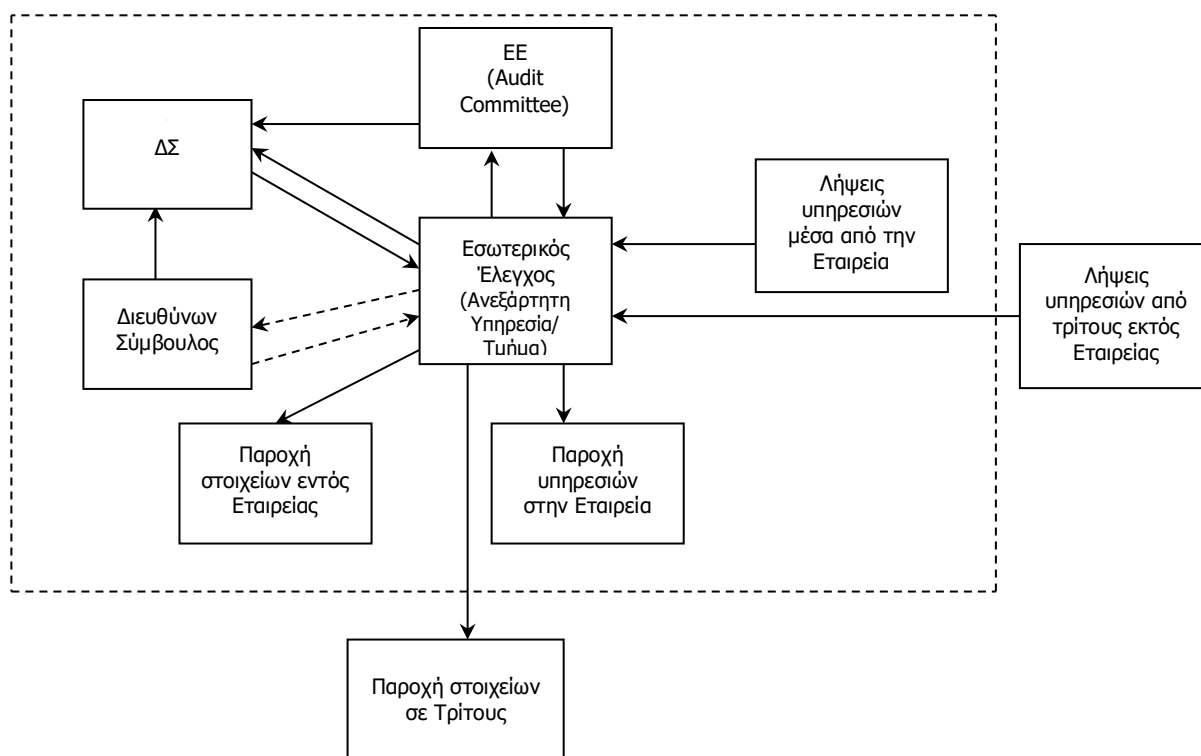 ΕΕ
(Audit
Committee)
ΔΣ
Λήψεις
υπηρεσιών
μέσα από την
Εταιρεία
Εσωτερικός
Έλεγχος
(Ανεξάρτητη
Υπηρεσία/
Τμήμα)
Λήψεις
υπηρεσιών από
τρίτους εκτός
Εταιρείας
Διευθύνων
Σύμβουλος
Παροχή
στοιχείων εντός
Εταιρείας
Παροχή
υπηρεσιών
στην Εταιρεία
Παροχή στοιχείων
σε Τρίτους